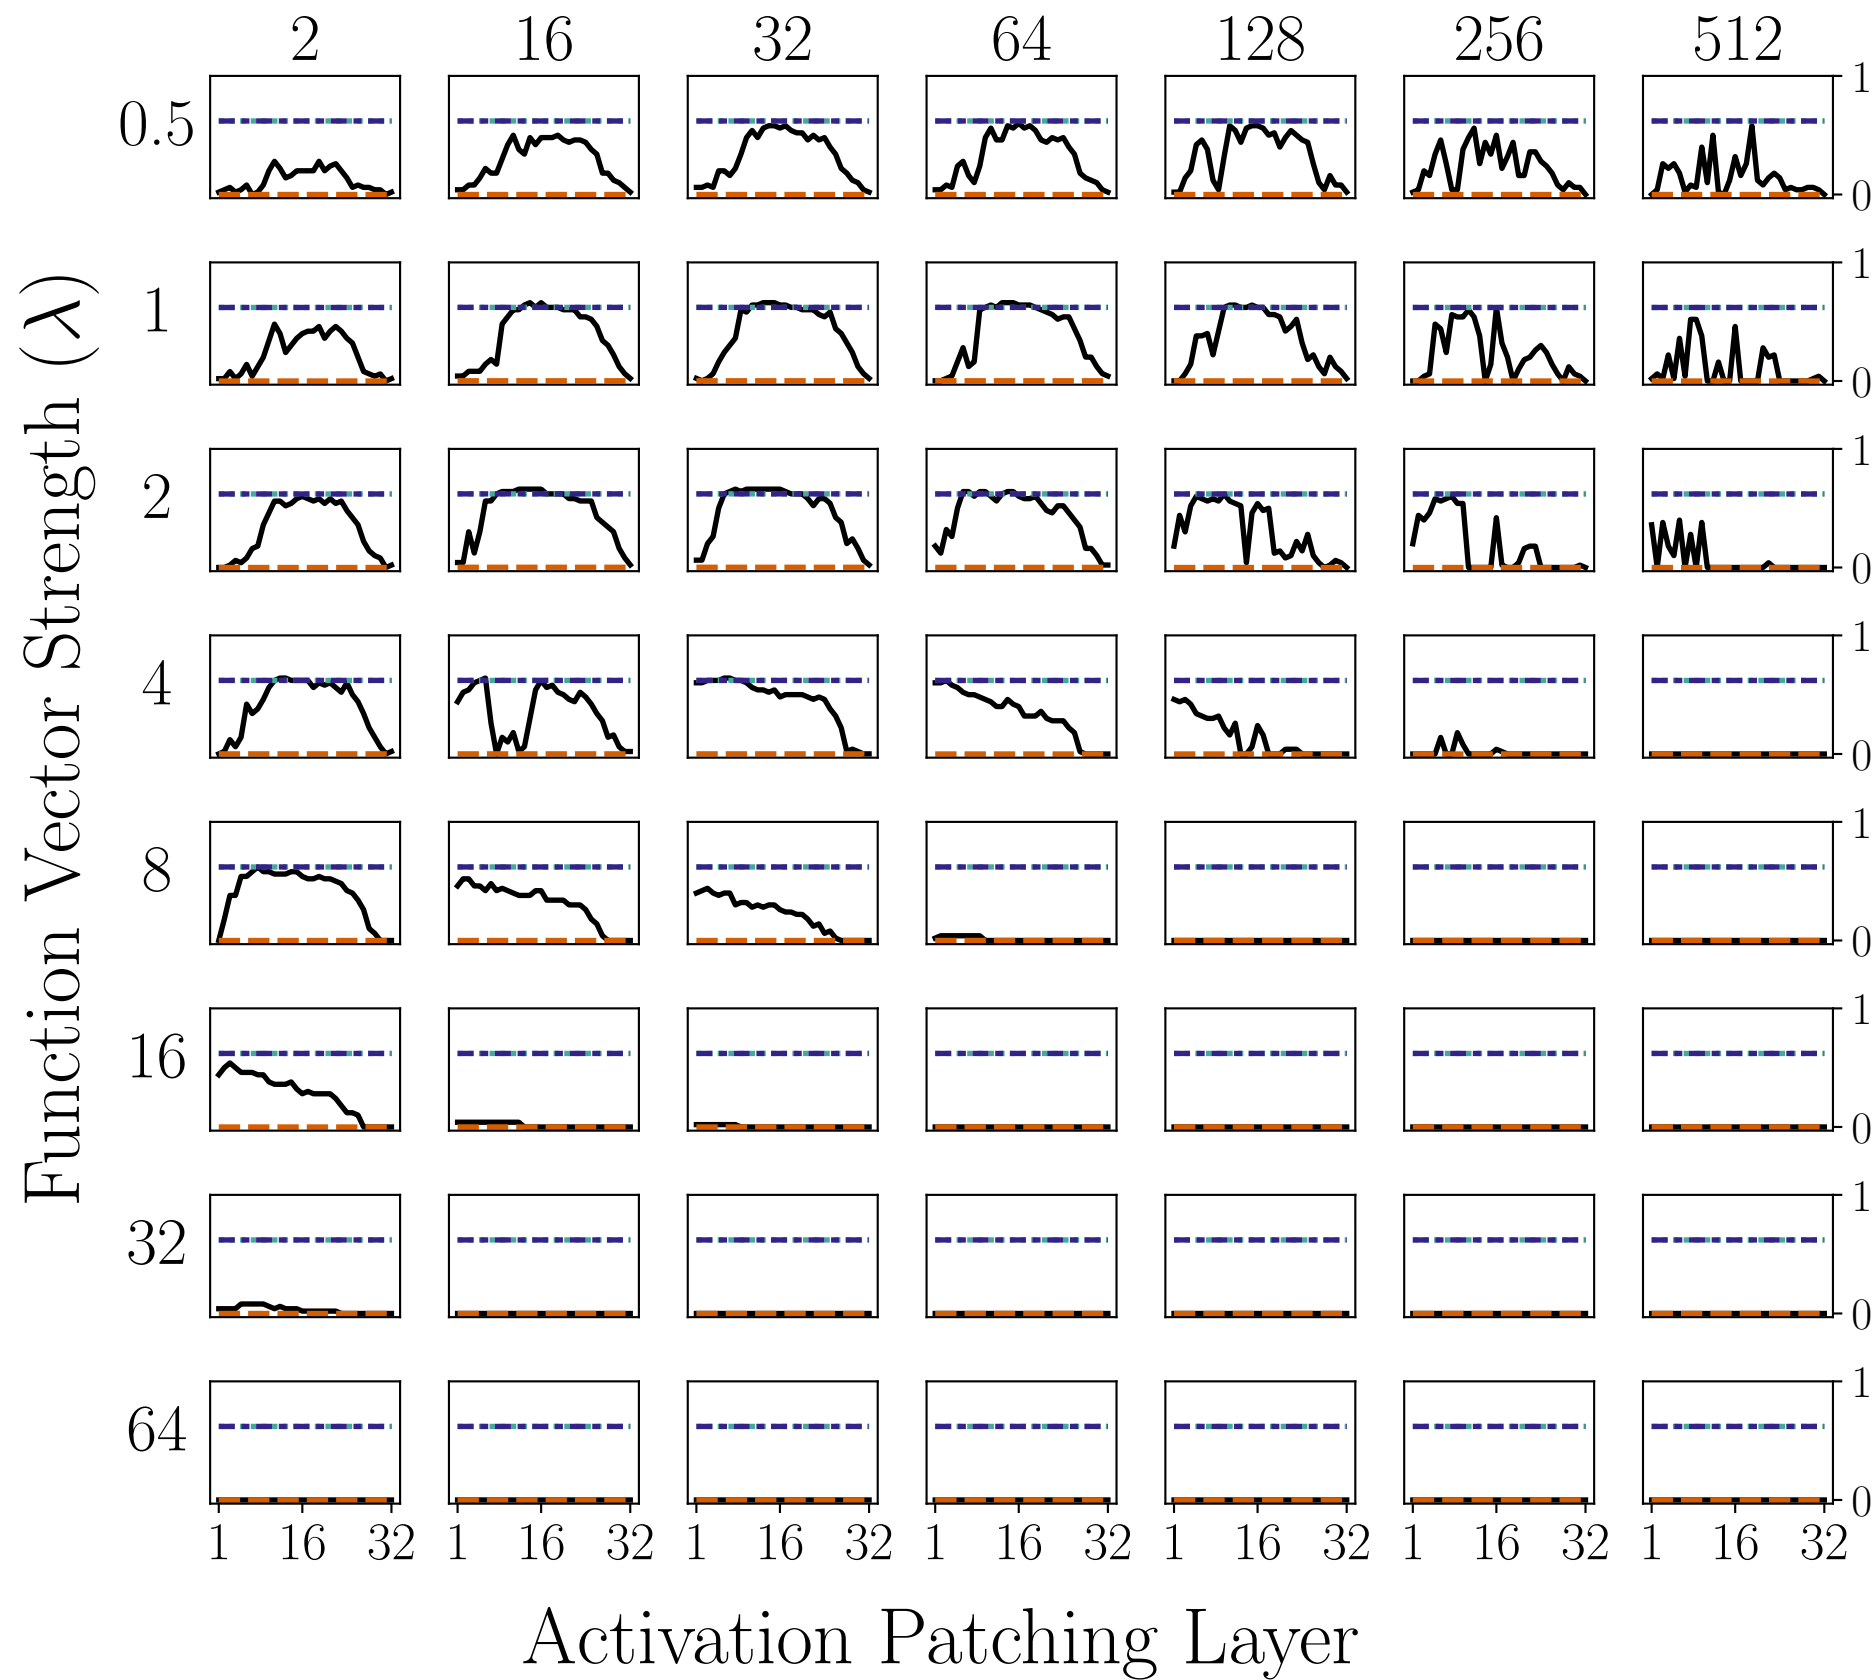 2 16 32 64 128 256 512
Function Vector Strength (λ)
0.5 1 0
1 1 0
2 1 0
4 1 0
8 1 0
16 1 0
32 1 0
64 1 0
1 16 32 1 16 32 1 16 32 1 16 32 1 16 32 1 16 32 1 16 32
Activation Patching Layer